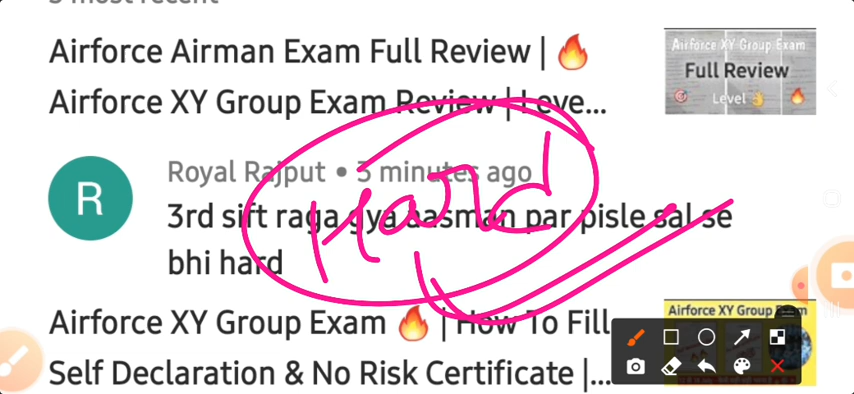 Airforce Airman Exam Full Review | 🔥
Airforce XY Group Exam Review | Leve...
Airforce XY Group Exam
Full Review
Level
R
Royal Rajput • 3 minutes ago
3rd sift raga gya aasman par pisle sal se
bhi hard
Hard
Airforce XY Group Exam 🔥 | How To Fill
Self Declaration & No Risk Certificate |...
Airforce XY Group